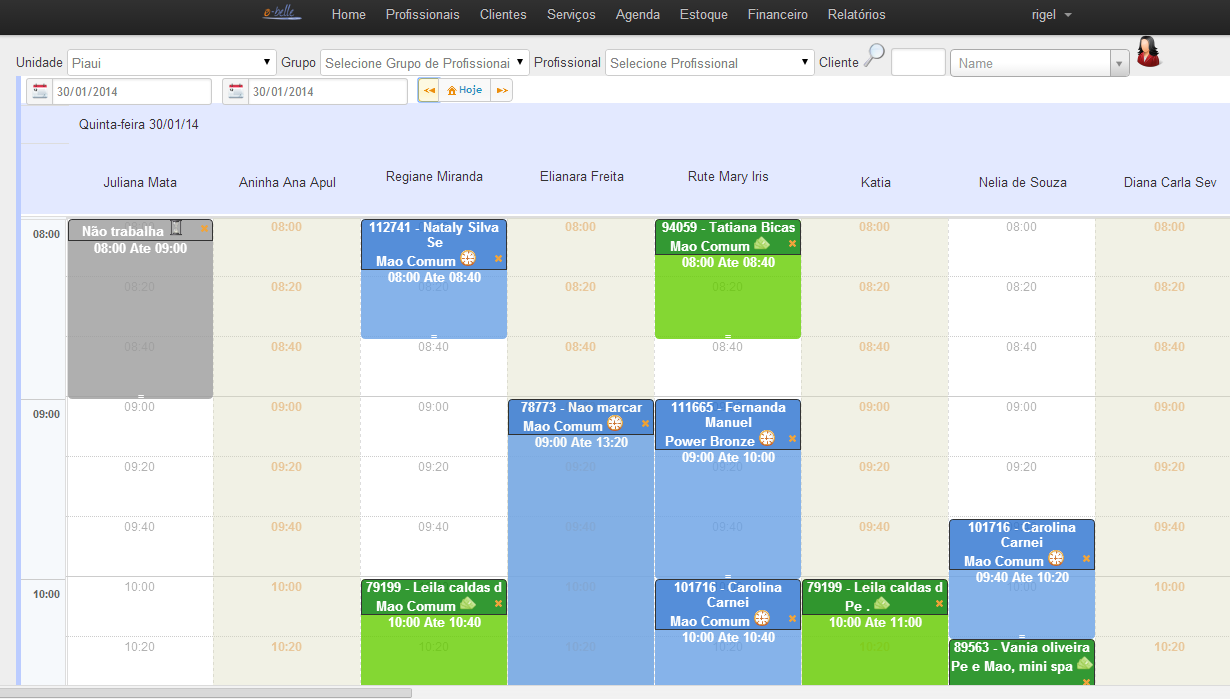 e-belle Home Profissionais Clientes Serviços Agenda Estoque Financeiro Relatórios rigel
Unidade Piaui Grupo Selecione Grupo de Profissionai Profissional Selecione Profissional Cliente Name
30/01/2014 30/01/2014 Hoje
Quinta-feira 30/01/14
Juliana Mata Aninha Ana Apul Regiane Miranda Elianara Freita Rute Mary Iris Katia Nelia de Souza Diana Carla Sev
08:00
Não trabalha
08:00 Ate 09:00
08:20
08:40
09:00
09:00
09:20
09:40
10:00
10:00
10:20
08:00
08:20
08:40
09:00
09:20
09:40
10:00
10:20
112741 - Nataly Silva
Se
Mao Comum
08:00 Ate 08:40
08:20
08:40
09:00
09:20
09:40
79199 - Leila caldas d
Mao Comum
10:00 Ate 10:40
10:20
08:00
08:20
08:40
78773 - Nao marcar
Mao Comum
09:00 Ate 13:20
09:20
09:40
10:00
10:20
94059 - Tatiana Bicas
Mao Comum
08:00 Ate 08:40
08:20
08:40
111665 - Fernanda
Manuel
Power Bronze
09:00 Ate 10:00
09:20
09:40
101716 - Carolina
Carnei
Mao Comum
10:00 Ate 10:40
10:20
08:00
08:20
08:40
09:00
09:20
09:40
79199 - Leila caldas d
Pe .
10:00 Ate 11:00
10:20
08:00
08:20
08:40
09:00
09:20
101716 - Carolina
Carnei
Mao Comum
09:40 Ate 10:20
10:00
89563 - Vania oliveira
Pe e Mao, mini spa
08:00
08:20
08:40
09:00
09:20
09:40
10:00
10:20